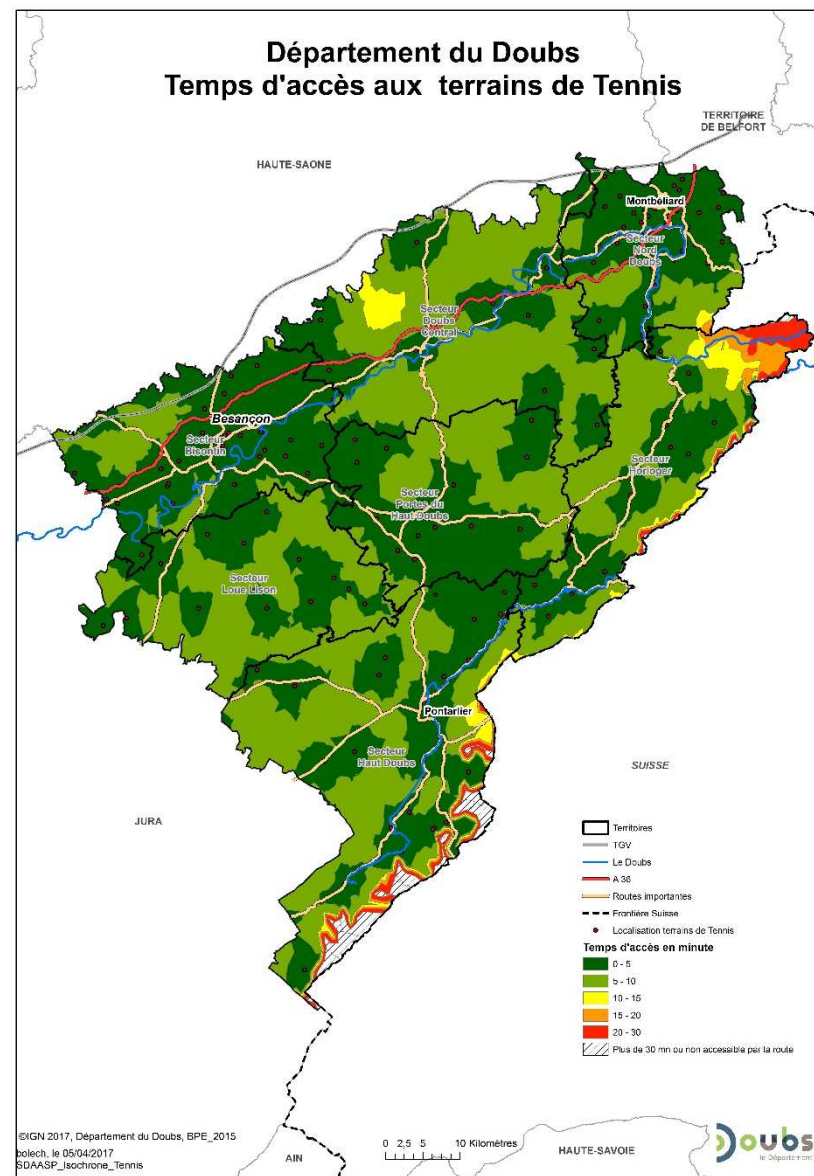 Département du Doubs
Temps d'accès aux terrains de Tennis
TERRITOIRE
DE BELFORT
HAUTE-SAONE
Montbéliard
Secteur
Nord
Doubs
Secteur
Doubs
Central
Besançon
Secteur
Bisontin
Secteur
Horloger
Secteur
Portes du
Haut Doubs
Secteur
Loue Lison
Pontarlier
Secteur
Haut Doubs
SUISSE
JURA
Territoires
TGV
Le Doubs
A 36
Routes importantes
Frontière Suisse
Localisation terrains de Tennis
Temps d'accès en minute
0 - 5
5 - 10
10 - 15
15 - 20
20 - 30
Plus de 30 mn ou non accessible par la route
©IGN 2017, Département du Doubs, BPE_2015
bolech, le 05/04/2017
SDAASP_Isochrone_Tennis
AIN
0 2,5 5 10 Kilomètres
HAUTE-SAVOIE
Doubs
le Département